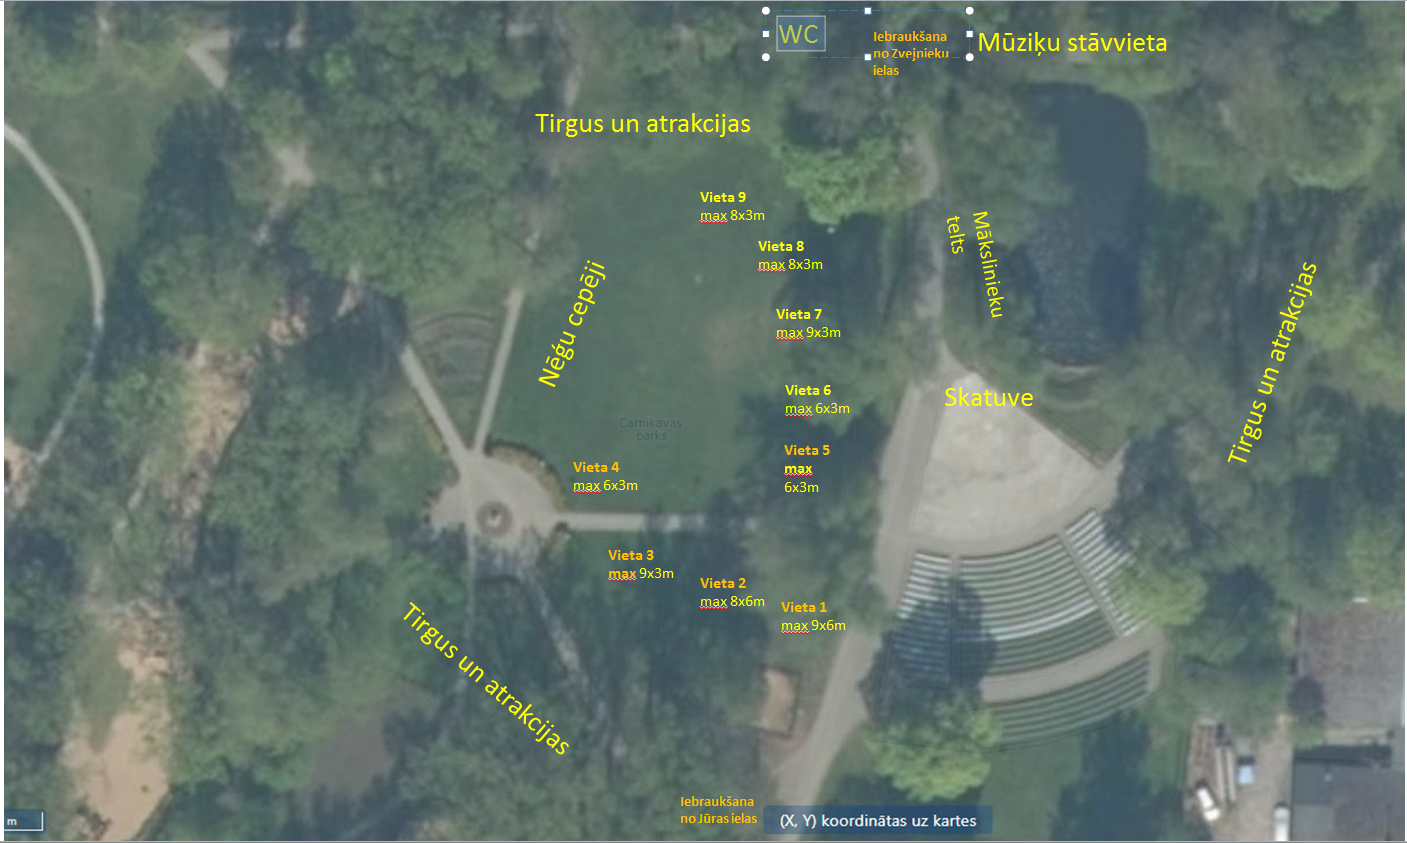 WC
Iebraukšana
no Zvejnieku
ielas
Mūziķu stāvvieta
Tirgus un atrakcijas
Vieta 9
max 8x3m
Vieta 8
max 8x3m
Mākslinieku
telts
Nēģu cepēji
Vieta 7
max 9x3m
Tirgus un atrakcijas
Vieta 6
max 6x3m
Skatuve
Carnikavas
parks
Vieta 5
max
6x3m
Vieta 4
max 6x3m
Vieta 3
max 9x3m
Vieta 2
max 8x6m
Vieta 1
max 9x6m
Tirgus un atrakcijas
Iebraukšana
no Jūras ielas
m
(X, Y) koordinātas uz kartes